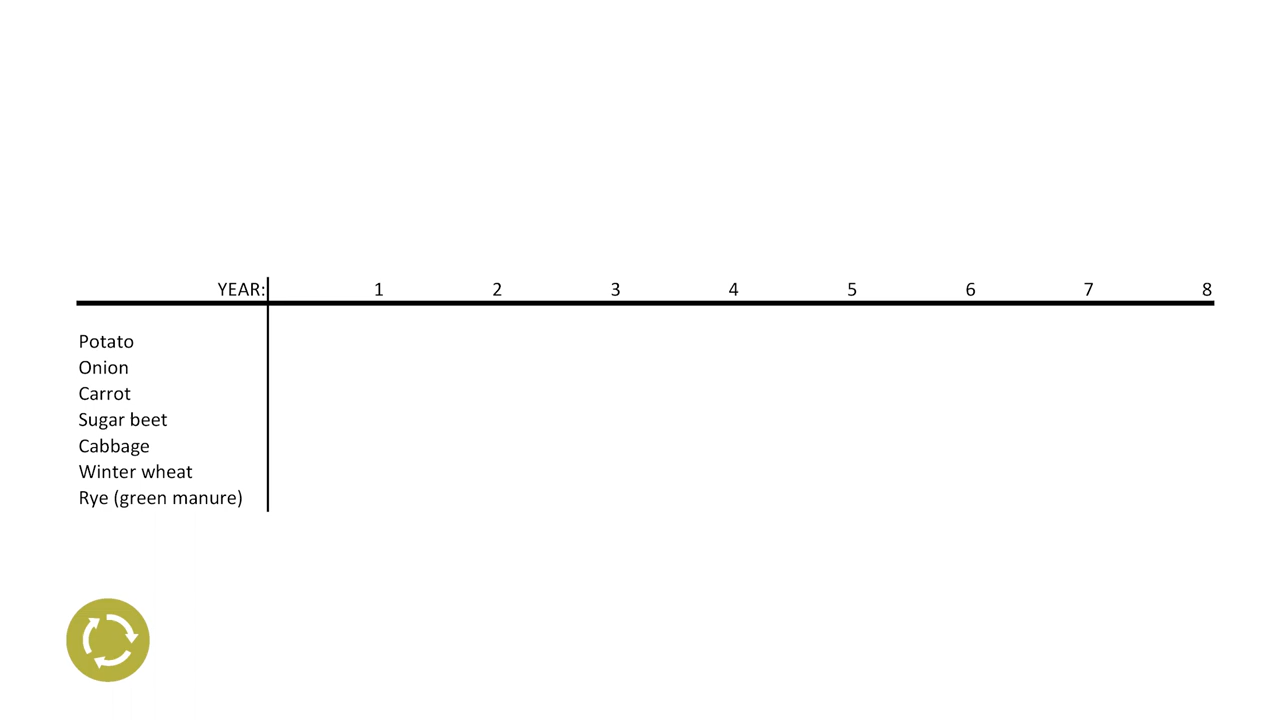 YEAR: 1 2 3 4 5 6 7 8
Potato
Onion
Carrot
Sugar beet
Cabbage
Winter wheat
Rye (green manure)